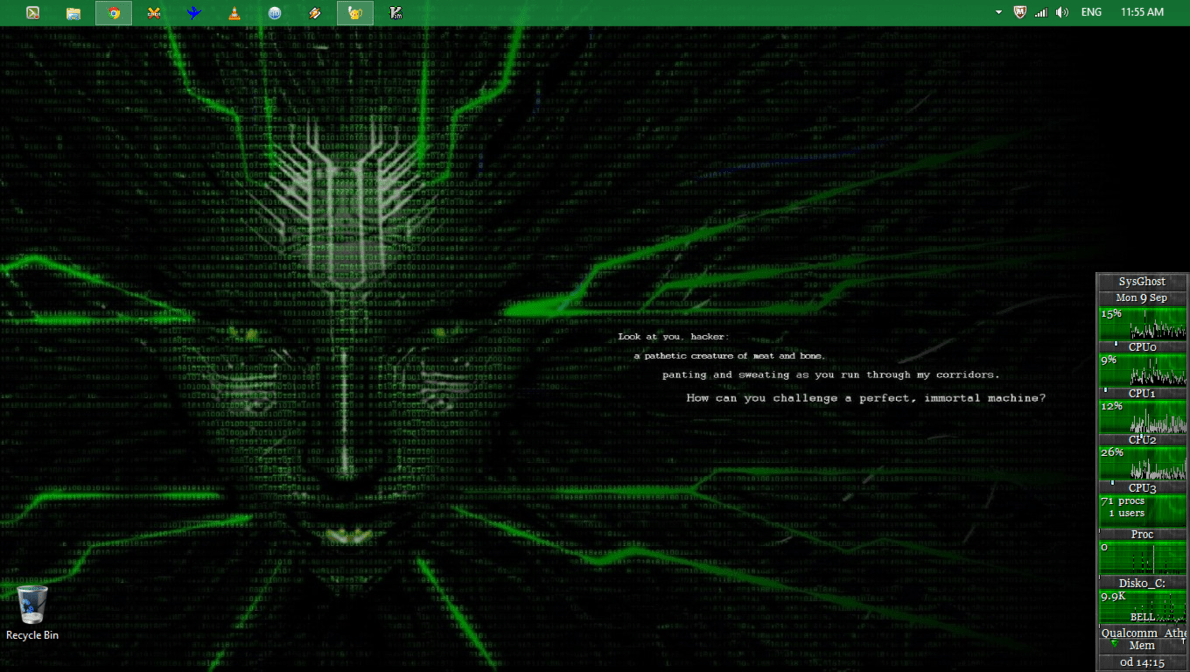 ENG
11:55 AM
Look at you, hacker:
a pathetic creature of meat and bone,
panting and sweating as you run through my corridors.
How can you challenge a perfect, immortal machine?
SysGhost
Mon 9 Sep
15%
CPU0
9%
CPU1
12%
CPU2
26%
CPU3
71 procs
1 users
Proc
0
Disko_C:
9.9K
BELL
Qualcomm_Athe
Mem
0d 14:15
Recycle Bin